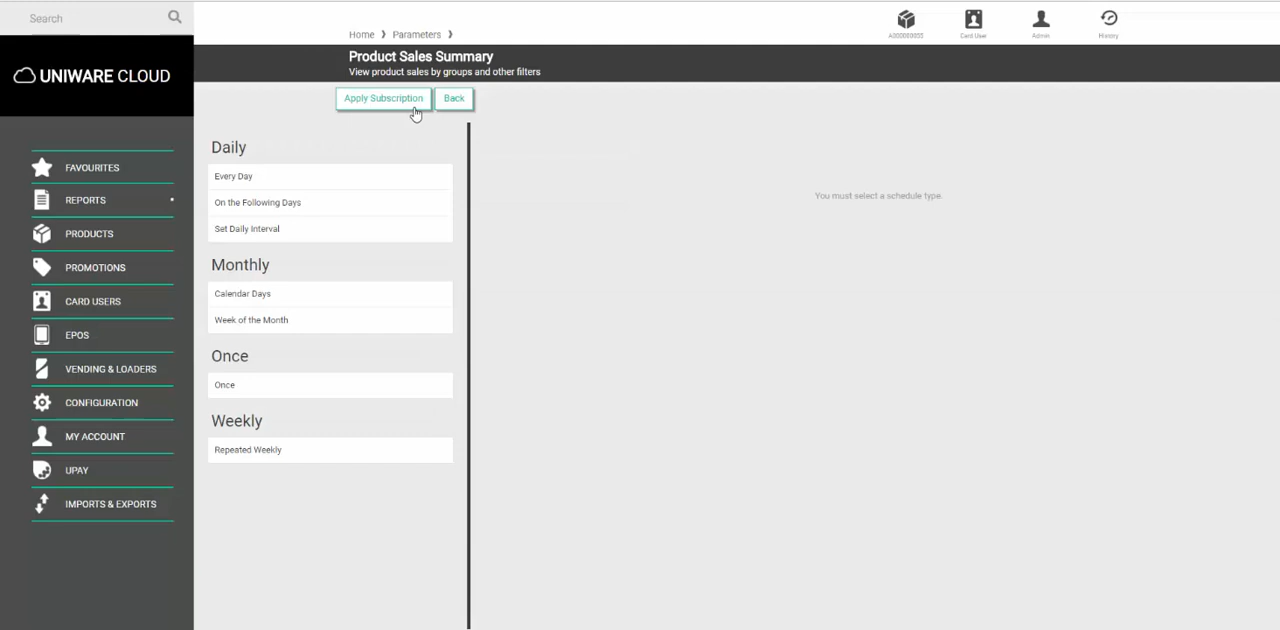 Search
Home ❯ Parameters ❯
A000000055
Card User
Admin
History
UNIWARE CLOUD
Product Sales Summary
View product sales by groups and other filters
Apply Subscription
Back
FAVOURITES
REPORTS
PRODUCTS
PROMOTIONS
CARD USERS
EPOS
VENDING & LOADERS
CONFIGURATION
MY ACCOUNT
UPAY
IMPORTS & EXPORTS
Daily
Every Day
On the Following Days
Set Daily Interval
Monthly
Calendar Days
Week of the Month
Once
Once
Weekly
Repeated Weekly
You must select a schedule type.